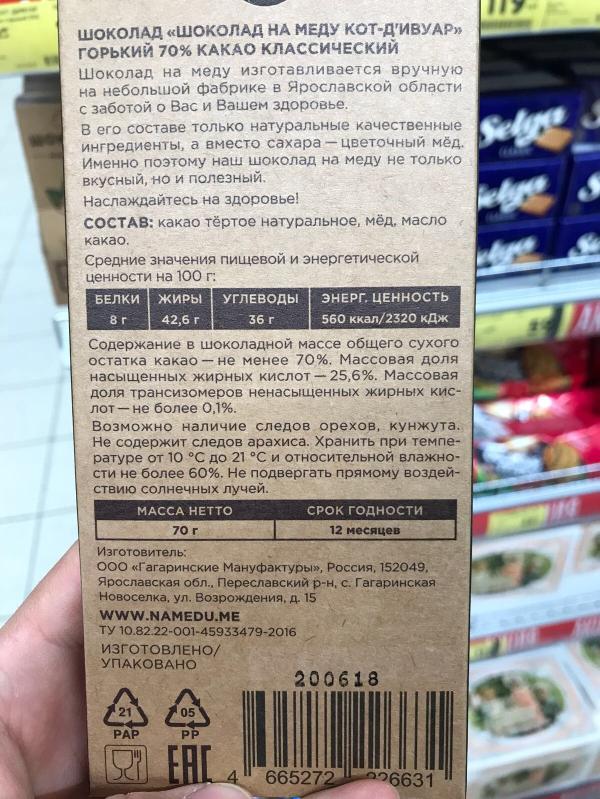 119
ШОКОЛАД «ШОКОЛАД НА МЕДУ КОТ-Д'ИВУАР»
ГОРЬКИЙ 70% КАКАО КЛАССИЧЕСКИЙ
Шоколад на меду изготавливается вручную
на небольшой фабрике в Ярославской области
с заботой о Вас и Вашем здоровье.
В его составе только натуральные качественные
ингредиенты, а вместо сахара — цветочный мёд.
Именно поэтому наш шоколад на меду не только
вкусный, но и полезный.
Наслаждайтесь на здоровье!
СОСТАВ: какао тёртое натуральное, мёд, масло
какао.
Средние значения пищевой и энергетической
ценности на 100 г:
БЕЛКИ ЖИРЫ УГЛЕВОДЫ ЭНЕРГ. ЦЕННОСТЬ
8 г 42,6 г 36 г 560 ккал/2320 кДж
Содержание в шоколадной массе общего сухого
остатка какао — не менее 70%. Массовая доля
насыщенных жирных кислот — 25,6%. Массовая
доля трансизомеров ненасыщенных жирных кис-
лот — не более 0,1%.
Возможно наличие следов орехов, кунжута.
Не содержит следов арахиса. Хранить при темпе-
ратуре от 10 °С до 21 °С и относительной влажно-
сти не более 60%. Не подвергать прямому воздей-
ствию солнечных лучей.
МАССА НЕТТО СРОК ГОДНОСТИ
70 г 12 месяцев
Изготовитель:
ООО «Гагаринские Мануфактуры», Россия, 152049,
Ярославская обл., Переславский р-н, с. Гагаринская
Новоселка, ул. Возрождения, д. 15
WWW.NAMEDU.ME
ТУ 10.82.22-001-45933479-2016
ИЗГОТОВЛЕНО/
УПАКОВАНО
200618
21 05
PAP PP
EAC
4 665272 226631
Selga
Selga
Selga